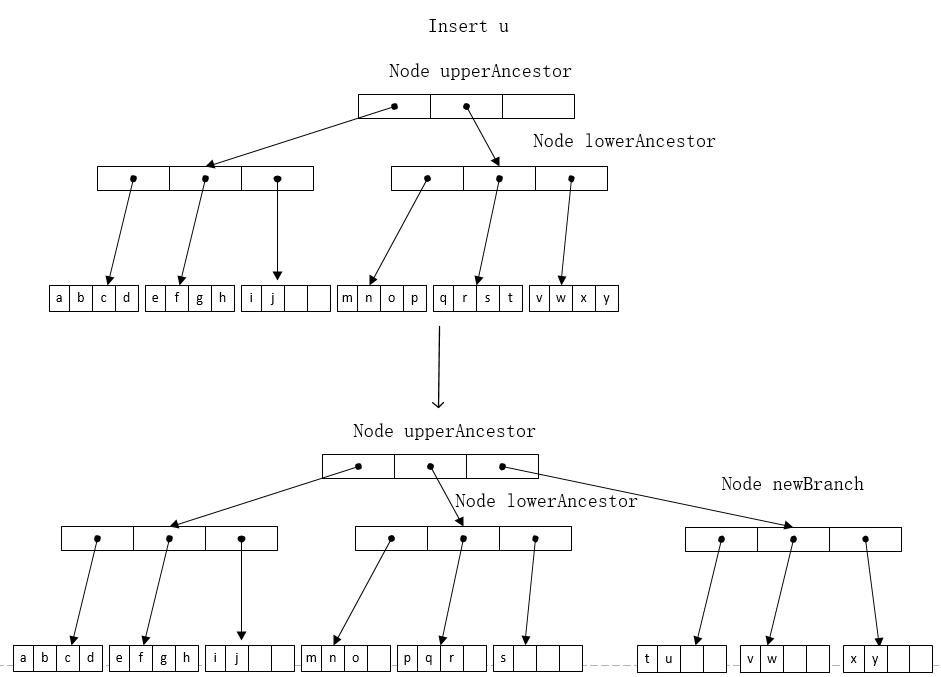 Insert u
Node upperAncestor
Node lowerAncestor
a b c d e f g h i j m n o p q r s t v w x y
Node upperAncestor
Node newBranch
Node lowerAncestor
a b c d e f g h i j m n o p q r s t u v w x y